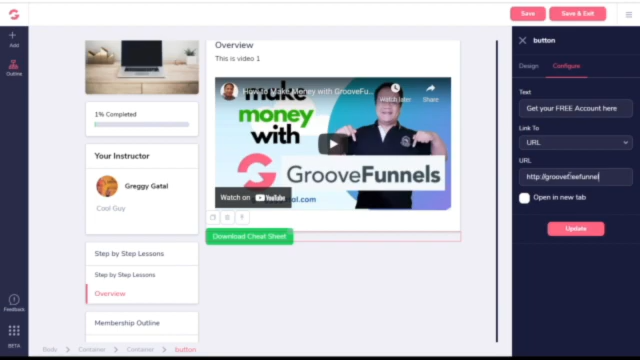 Save
Save & Exit
Add
Outline
Feedback
BETA
1% Completed
Your Instructor
Greggy Gatal
Cool Guy
Step by Step Lessons
Step by Step Lessons
Overview
Membership Outline
Overview
This is video 1
How to Make Money with GrooveFu...
Watch later
Share
make
money
with
GrooveFunnels
Watch on YouTube
al.com
Download Cheat Sheet
Body > Container > Container > button
button
Design
Configure
Text
Get your FREE Account here
Link To
URL
URL
Open in new tab
Update